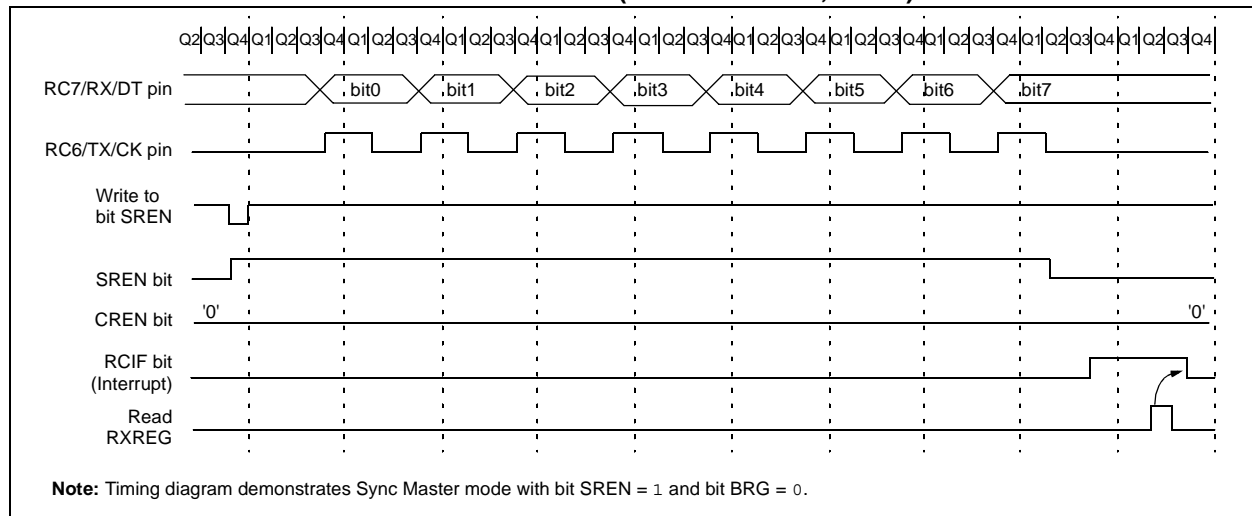 Q2 Q3 Q4 Q1 Q2 Q3 Q4 Q1 Q2 Q3 Q4 Q1 Q2 Q3 Q4 Q1 Q2 Q3 Q4 Q1 Q2 Q3 Q4 Q1 Q2 Q3 Q4 Q1 Q2 Q3 Q4 Q1 Q2 Q3 Q4 Q1 Q2 Q3 Q4 Q1 Q2 Q3 Q4
RC7/RX/DT pin bit0 bit1 bit2 bit3 bit4 bit5 bit6 bit7
RC6/TX/CK pin
Write to
bit SREN
SREN bit
CREN bit '0' '0'
RCIF bit
(Interrupt)
Read
RXREG
Note: Timing diagram demonstrates Sync Master mode with bit SREN = 1 and bit BRG = 0.